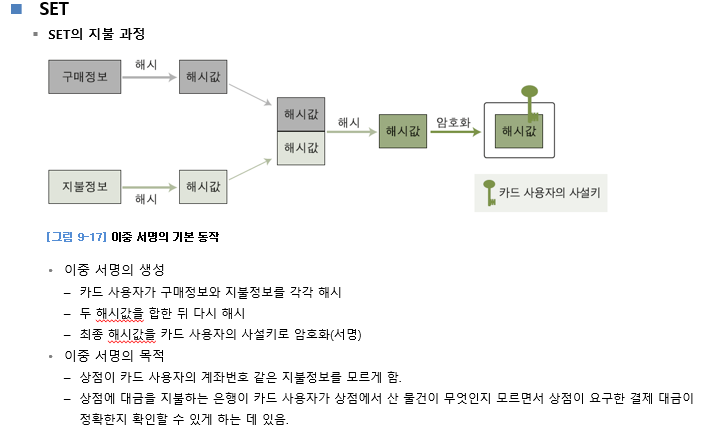 SET
SET의 지불 과정
구매정보
해시
해시값
해시값
해시값
해시
해시값
암호화
해시값
지불정보
해시
해시값
카드 사용자의 사설키
[그림 9-17] 이중 서명의 기본 동작
• 이중 서명의 생성
– 카드 사용자가 구매정보와 지불정보를 각각 해시
– 두 해시값을 합한 뒤 다시 해시
– 최종 해시값을 카드 사용자의 사설키로 암호화(서명)
• 이중 서명의 목적
– 상점이 카드 사용자의 계좌번호 같은 지불정보를 모르게 함.
– 상점에 대금을 지불하는 은행이 카드 사용자가 상점에서 산 물건이 무엇인지 모르면서 상점이 요구한 결제 대금이
정확한지 확인할 수 있게 하는 데 있음.